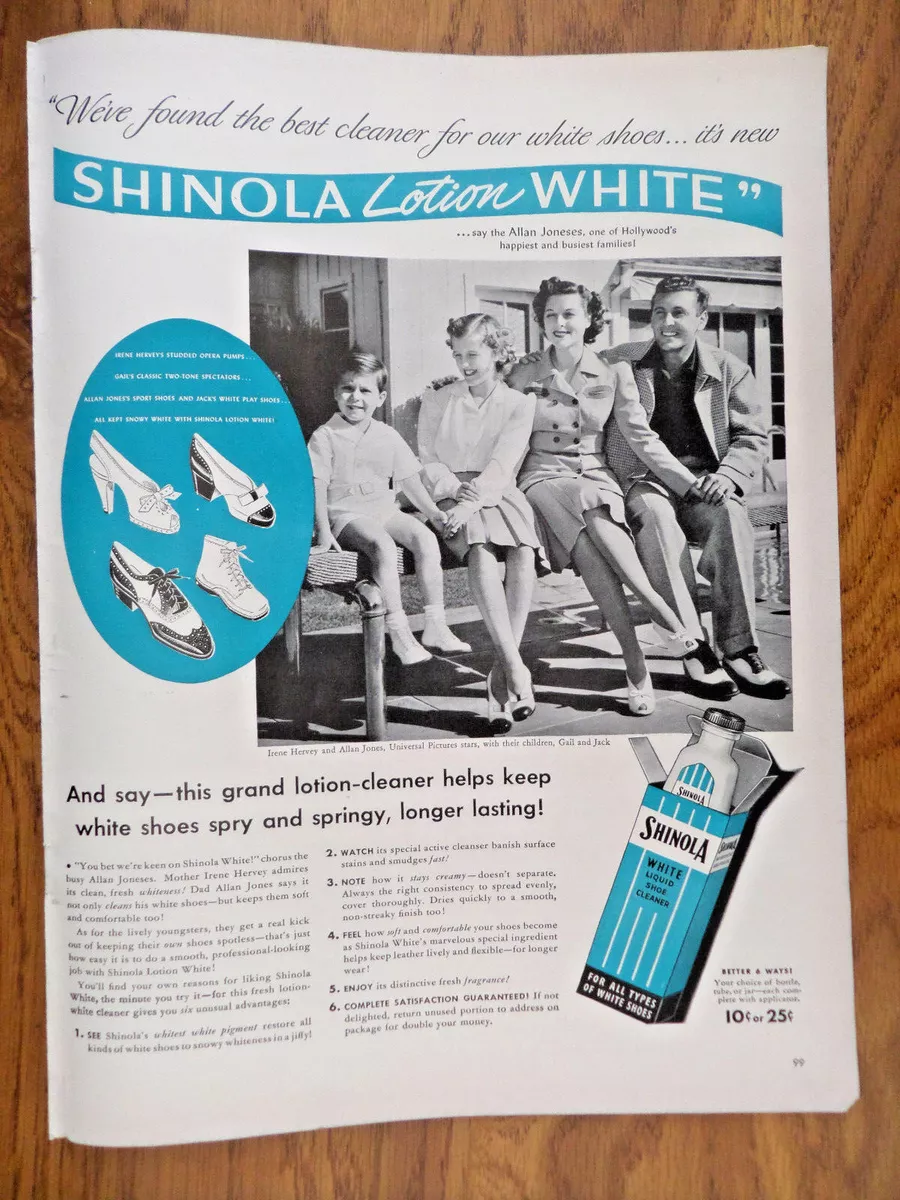 “We've found the best cleaner for our white shoes... it's new
SHINOLA Lotion WHITE”
...say the Allan Joneses, one of Hollywood's
happiest and busiest families!
IRENE HERVEY'S STUDDED OPERA PUMPS...
GAIL'S CLASSIC TWO-TONE SPECTATORS...
ALLAN JONES'S SPORT SHOES AND JACK'S WHITE PLAY SHOES...
ALL KEPT SNOWY WHITE WITH SHINOLA LOTION WHITE!
Irene Hervey and Allan Jones, Universal Pictures stars, with their children, Gail and Jack
And say—this grand lotion-cleaner helps keep
white shoes spry and springy, longer lasting!
• "You bet we're keen on Shinola White!" chorus the
busy Allan Joneses. Mother Irene Hervey admires
its clean, fresh whiteness! Dad Allan Jones says it
not only cleans his white shoes—but keeps them soft
and comfortable too!
As for the lively youngsters, they get a real kick
out of keeping their own shoes spotless—that's just
how easy it is to do a smooth, professional-looking
job with Shinola Lotion White!
You'll find your own reasons for liking Shinola
White, the minute you try it—for this fresh lotion-
white cleaner gives you six unusual advantages:
1. SEE Shinola's whitest white pigment restore all
kinds of white shoes to snowy whiteness in a jiffy!
2. WATCH its special active cleanser banish surface
stains and smudges fast!
3. NOTE how it stays creamy—doesn't separate.
Always the right consistency to spread evenly,
cover thoroughly. Dries quickly to a smooth,
non-streaky finish too!
4. FEEL how soft and comfortable your shoes become
as Shinola White's marvelous special ingredient
helps keep leather lively and flexible—for longer
wear!
5. ENJOY its distinctive fresh fragrance!
6. COMPLETE SATISFACTION GUARANTEED! If not
delighted, return unused portion to address on
package for double your money.
SHINOLA
SHINOLA
SHINOLA
WHITE
LIQUID
SHOE
CLEANER
FOR ALL TYPES
OF WHITE SHOES
BETTER 6 WAYS!
Your choice of bottle,
tube, or jar—each com-
plete with applicator.
10¢ or 25¢
99